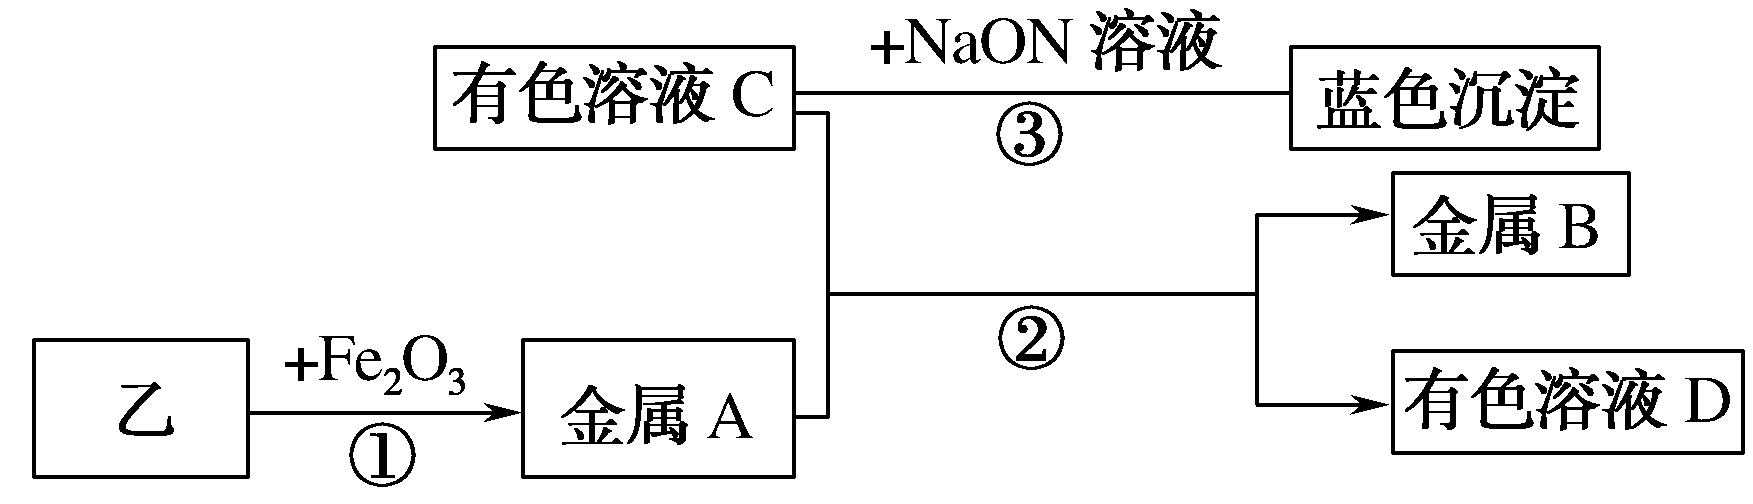 +NaON 溶液
有色溶液 C
蓝色沉淀
③
金属 B
②
+Fe₂O₃
乙
金属 A
有色溶液 D
①